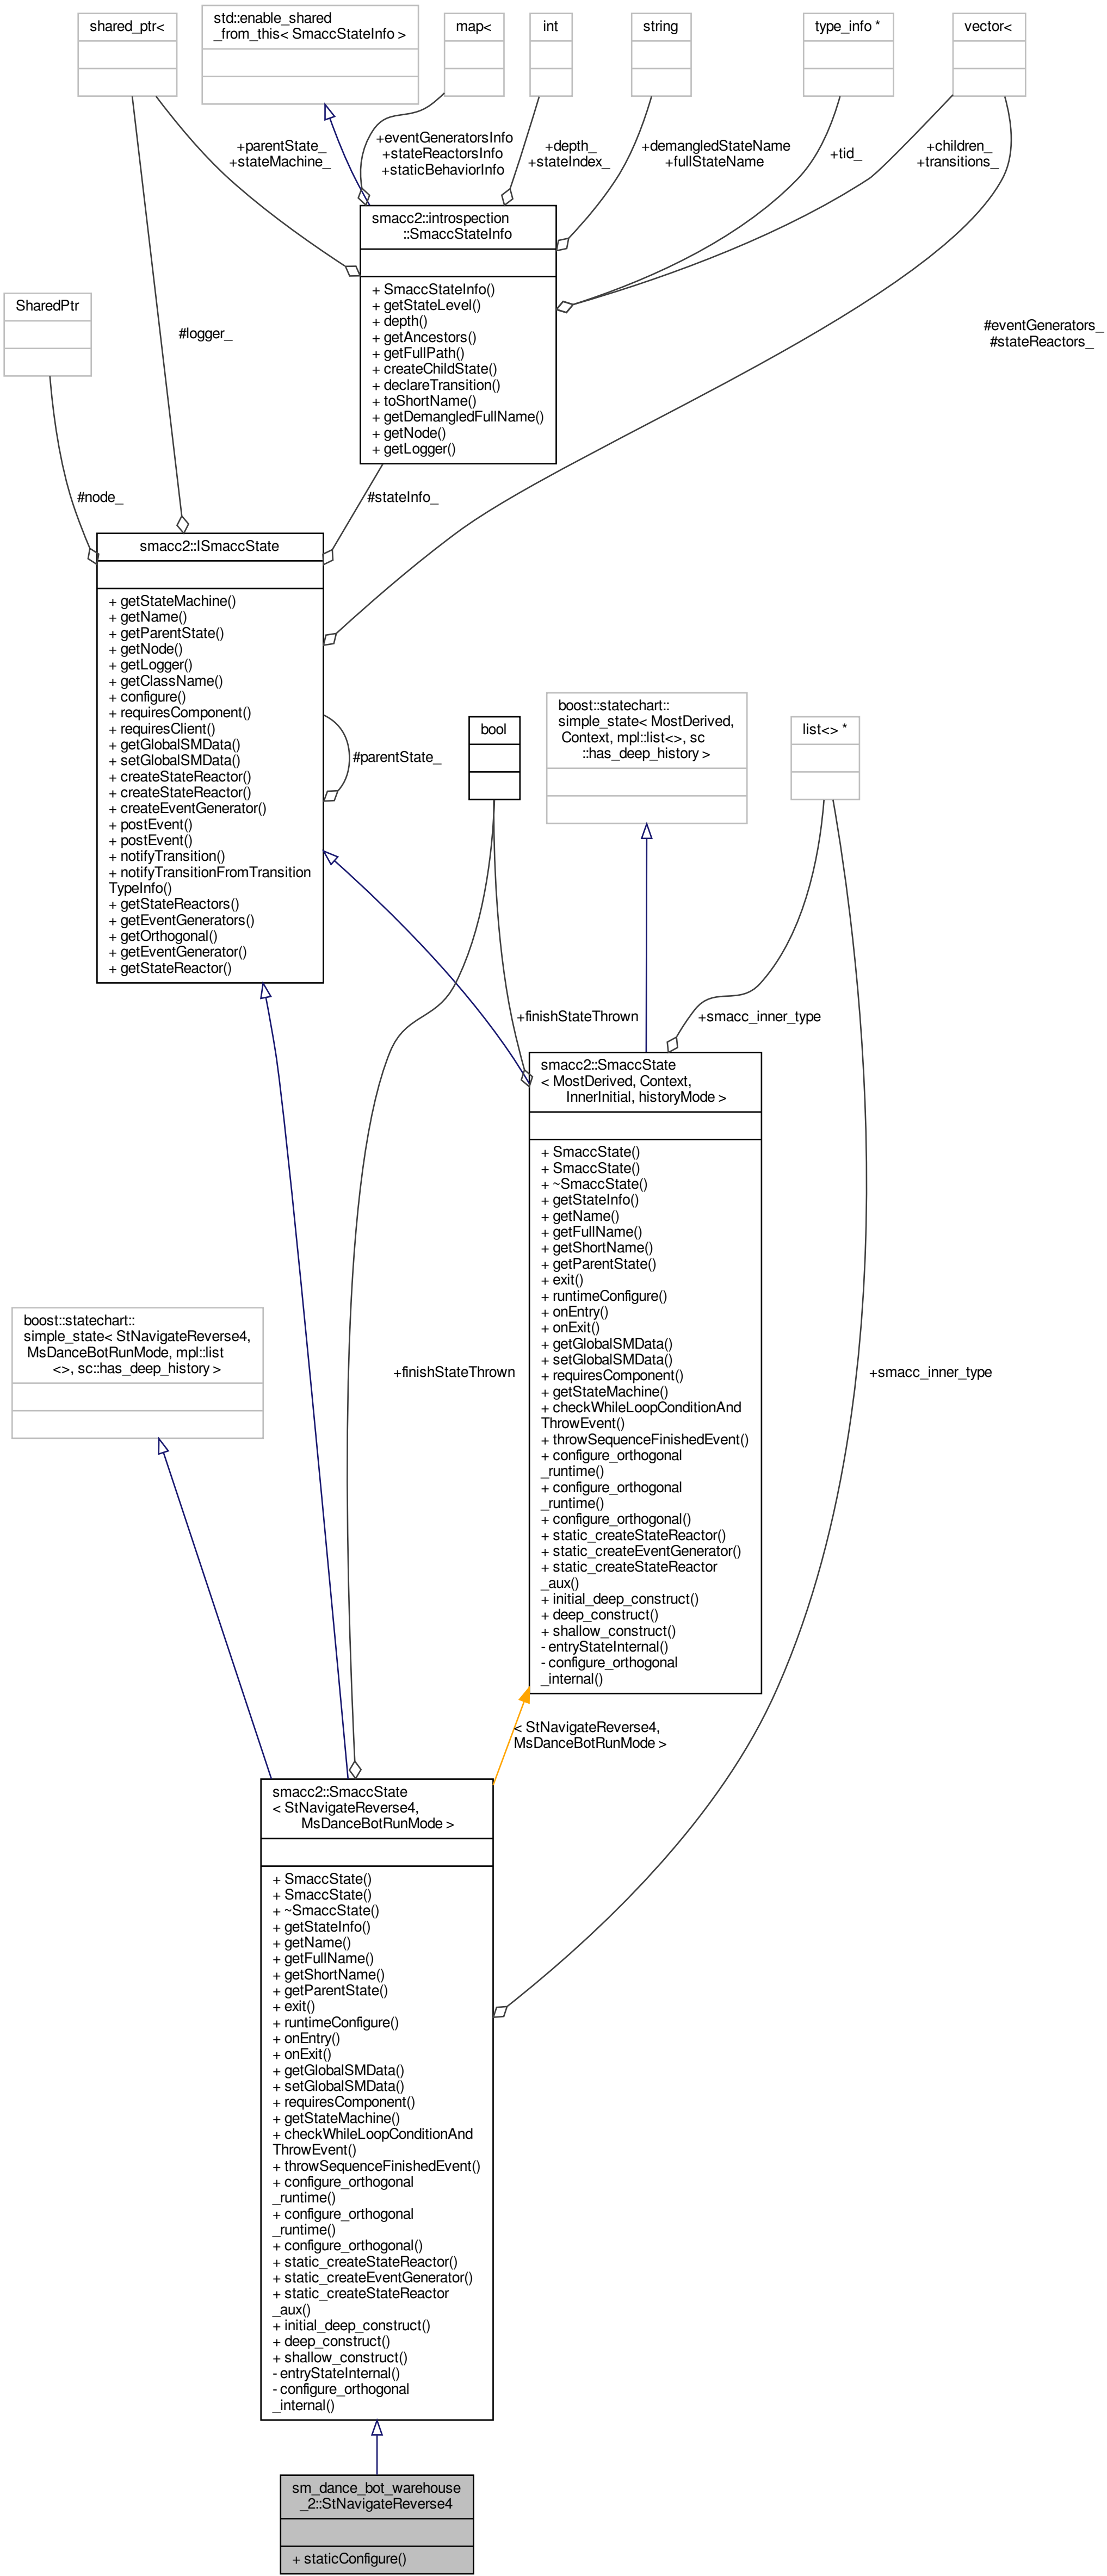 shared_ptr<
std::enable_shared
_from_this< SmaccStateInfo >
map<
int
string
type_info *
vector<
+parentState_
+stateMachine_
+eventGeneratorsInfo
+stateReactorsInfo
+staticBehaviorInfo
+depth_
+stateIndex_
+demangledStateName
+fullStateName
+tid_
+children_
+transitions_
smacc2::introspection
::SmaccStateInfo
+ SmaccStateInfo()
+ getStateLevel()
+ depth()
+ getAncestors()
+ getFullPath()
+ createChildState()
+ declareTransition()
+ toShortName()
+ getDemangledFullName()
+ getNode()
+ getLogger()
SharedPtr
#logger_
#eventGenerators_
#stateReactors_
#node_
#stateInfo_
smacc2::ISmaccState
+ getStateMachine()
+ getName()
+ getParentState()
+ getNode()
+ getLogger()
+ getClassName()
+ configure()
+ requiresComponent()
+ requiresClient()
+ getGlobalSMData()
+ setGlobalSMData()
+ createStateReactor()
+ createStateReactor()
+ createEventGenerator()
+ postEvent()
+ postEvent()
+ notifyTransition()
+ notifyTransitionFromTransition
TypeInfo()
+ getStateReactors()
+ getEventGenerators()
+ getOrthogonal()
+ getEventGenerator()
+ getStateReactor()
#parentState_
bool
boost::statechart::
simple_state< MostDerived,
Context, mpl::list<>, sc
::has_deep_history >
list<> *
+finishStateThrown
+smacc_inner_type
smacc2::SmaccState
< MostDerived, Context,
InnerInitial, historyMode >
+ SmaccState()
+ SmaccState()
+ ~SmaccState()
+ getStateInfo()
+ getName()
+ getFullName()
+ getShortName()
+ getParentState()
+ exit()
+ runtimeConfigure()
+ onEntry()
+ onExit()
+ getGlobalSMData()
+ setGlobalSMData()
+ requiresComponent()
+ getStateMachine()
+ checkWhileLoopConditionAnd
ThrowEvent()
+ throwSequenceFinishedEvent()
+ configure_orthogonal
_runtime()
+ configure_orthogonal
_runtime()
+ configure_orthogonal()
+ static_createStateReactor()
+ static_createEventGenerator()
+ static_createStateReactor
_aux()
+ initial_deep_construct()
+ deep_construct()
+ shallow_construct()
- entryStateInternal()
- configure_orthogonal
_internal()
boost::statechart::
simple_state< StNavigateReverse4,
MsDanceBotRunMode, mpl::list
<>, sc::has_deep_history >
+finishStateThrown
+smacc_inner_type
< StNavigateReverse4,
MsDanceBotRunMode >
smacc2::SmaccState
< StNavigateReverse4,
MsDanceBotRunMode >
+ SmaccState()
+ SmaccState()
+ ~SmaccState()
+ getStateInfo()
+ getName()
+ getFullName()
+ getShortName()
+ getParentState()
+ exit()
+ runtimeConfigure()
+ onEntry()
+ onExit()
+ getGlobalSMData()
+ setGlobalSMData()
+ requiresComponent()
+ getStateMachine()
+ checkWhileLoopConditionAnd
ThrowEvent()
+ throwSequenceFinishedEvent()
+ configure_orthogonal
_runtime()
+ configure_orthogonal
_runtime()
+ configure_orthogonal()
+ static_createStateReactor()
+ static_createEventGenerator()
+ static_createStateReactor
_aux()
+ initial_deep_construct()
+ deep_construct()
+ shallow_construct()
- entryStateInternal()
- configure_orthogonal
_internal()
sm_dance_bot_warehouse
_2::StNavigateReverse4
+ staticConfigure()